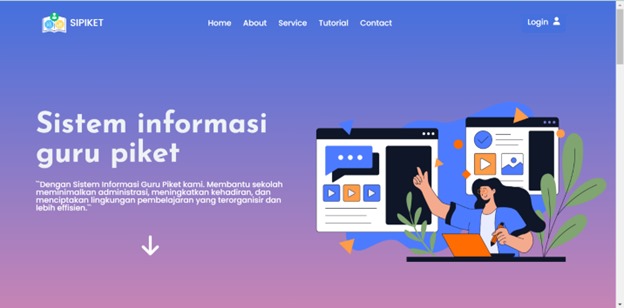 SIPIKET
Home About Service Tutorial Contact
Login
Sistem informasi
guru piket
"Dengan Sistem Informasi Guru Piket kami. Membantu sekolah
meminimalkan administrasi, meningkatkan kehadiran, dan
menciptakan lingkungan pembelajaran yang terorganisir dan
lebih effisien."